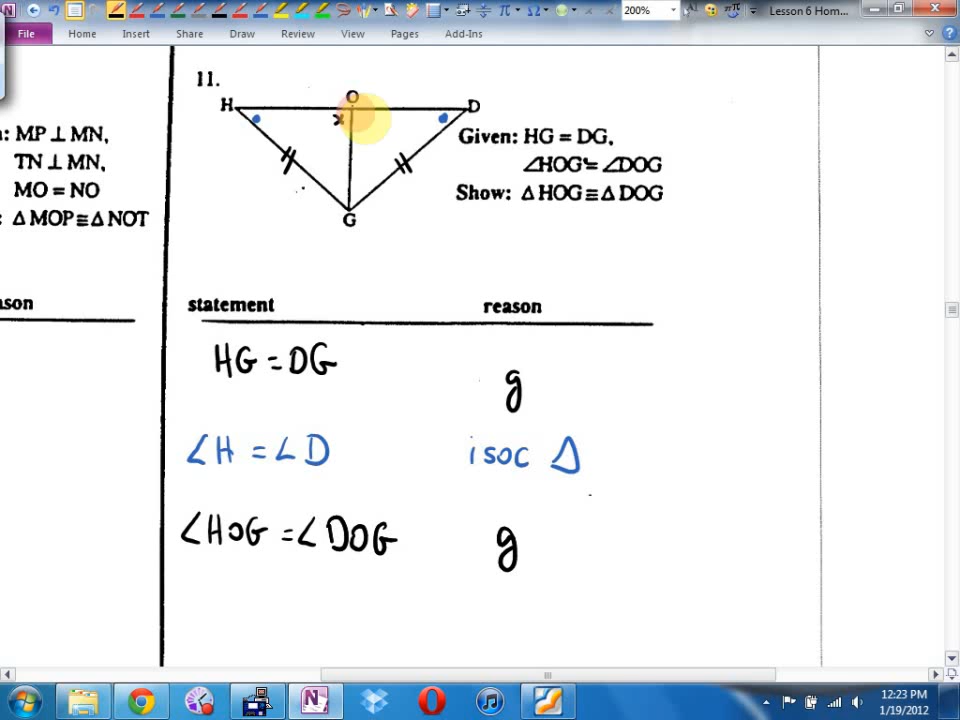 200%
Lesson 6 Hom...
File Home Insert Share Draw Review View Pages Add-Ins
11.
H O D
G
Given: HG = DG,
∠HOG = ∠DOG
Show: Δ HOG ≅ Δ DOG
: MP ⊥ MN,
TN ⊥ MN,
MO = NO
: Δ MOP ≅ Δ NOT
ason
statement reason
HG = DG g
∠H = ∠D isoc Δ
∠HOG = ∠DOG g
12:23 PM
1/19/2012